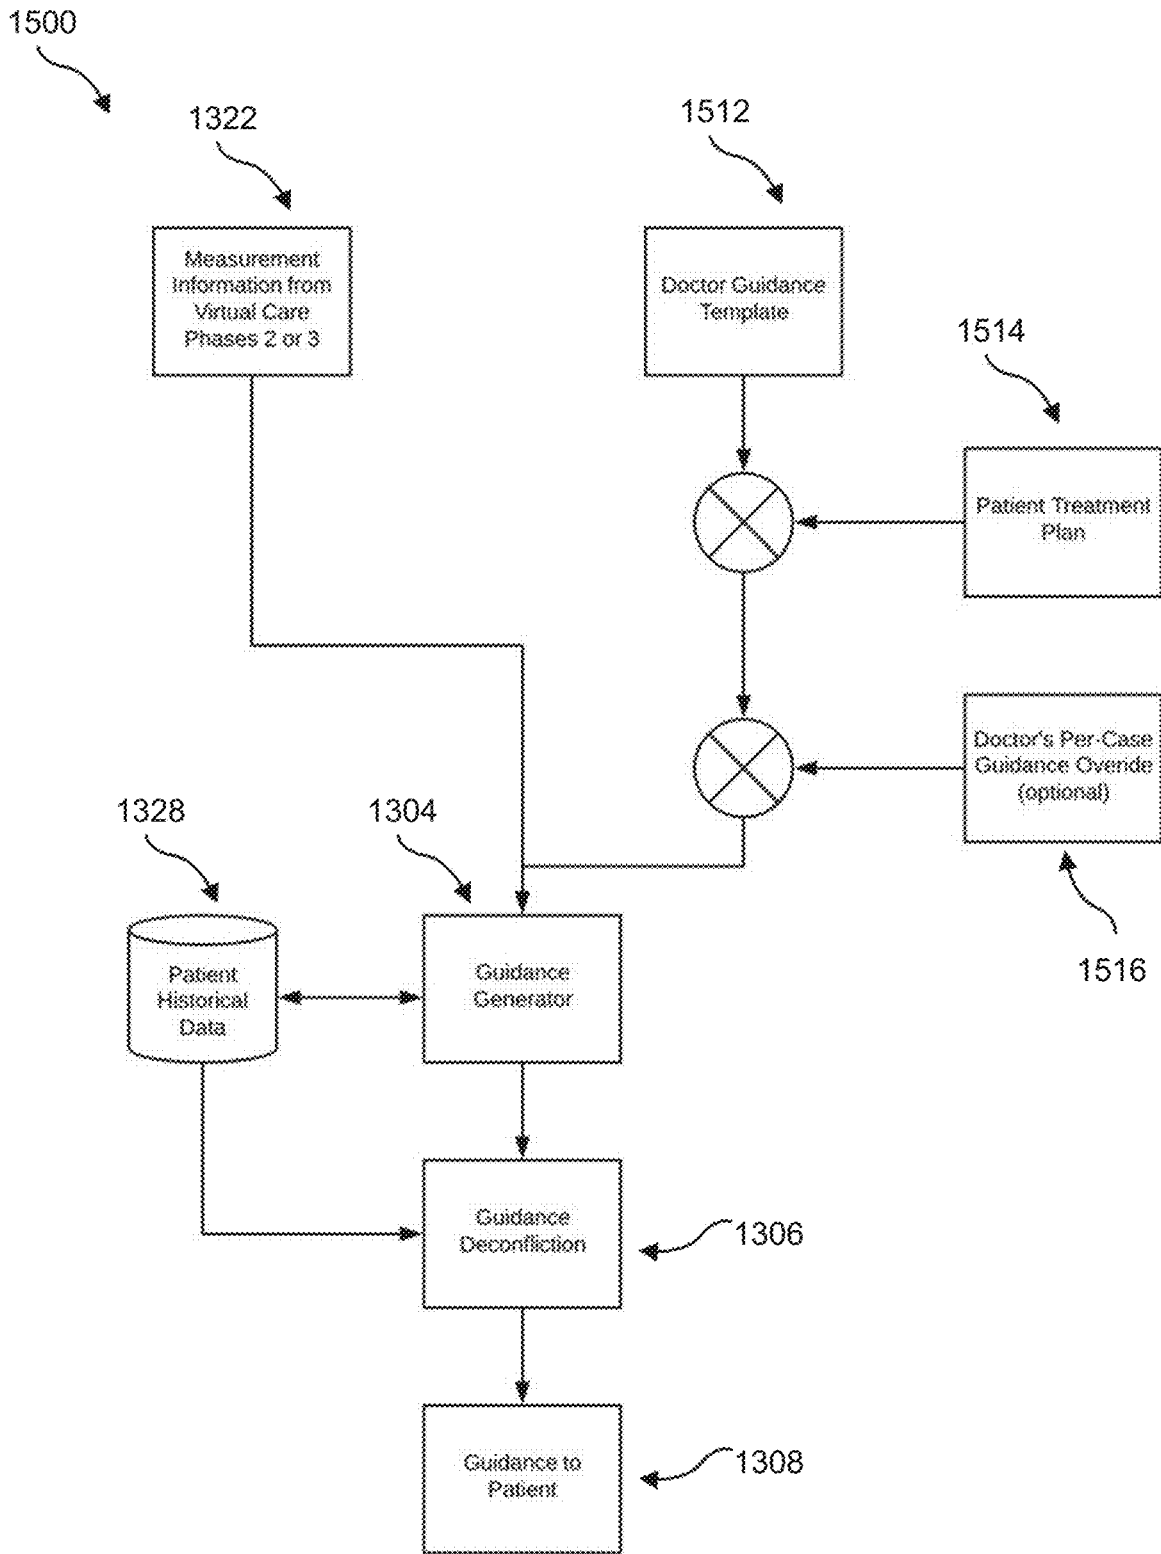 1500
1322
1512
Measurement
Information from
Virtual Care
Phases 2 or 3
Doctor Guidance
Template
1514
Patient Treatment
Plan
Doctor's Per-Case
Guidance Overide
(optional)
1516
1328
1304
Patient
Historical
Data
Guidance
Generator
Guidance
Deconfliction
1306
Guidance to
Patient
1308